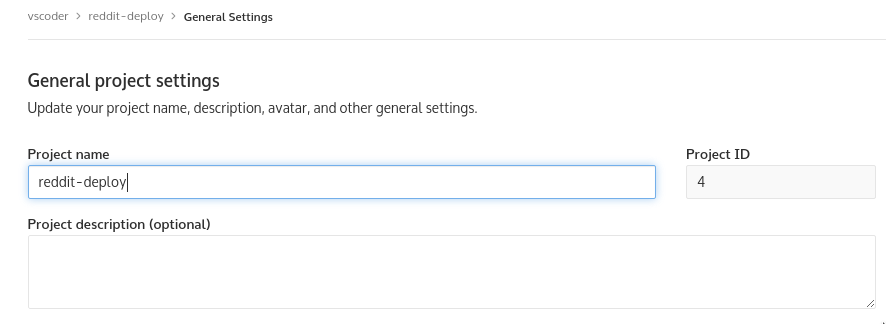 vscoder > reddit-deploy > General Settings
General project settings
Update your project name, description, avatar, and other general settings.
Project name
Project ID
reddit-deploy
4
Project description (optional)